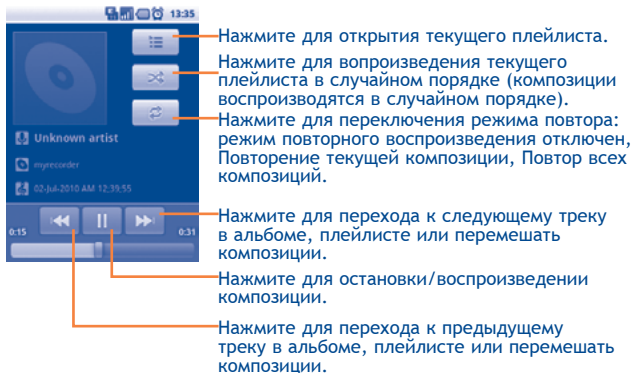 13:35
Нажмите для открытия текущего плейлиста.
Нажмите для вопроизведения текущего
плейлиста в случайном порядке (композиции
воспроизводятся в случайном порядке).
Нажмите для переключения режима повтора:
режим повторного воспроизведения отключен,
Повторение текущей композиции, Повтор всех
композиций.
Unknown artist
myrecorder
02-Jul-2010 AM 12:39:55
0:15
0:31
Нажмите для перехода к следующему треку
в альбоме, плейлисте или перемешать
композиции.
Нажмите для остановки/воспроизведении
композиции.
Нажмите для перехода к предыдущему
треку в альбоме, плейлисте или перемешать
композиции.